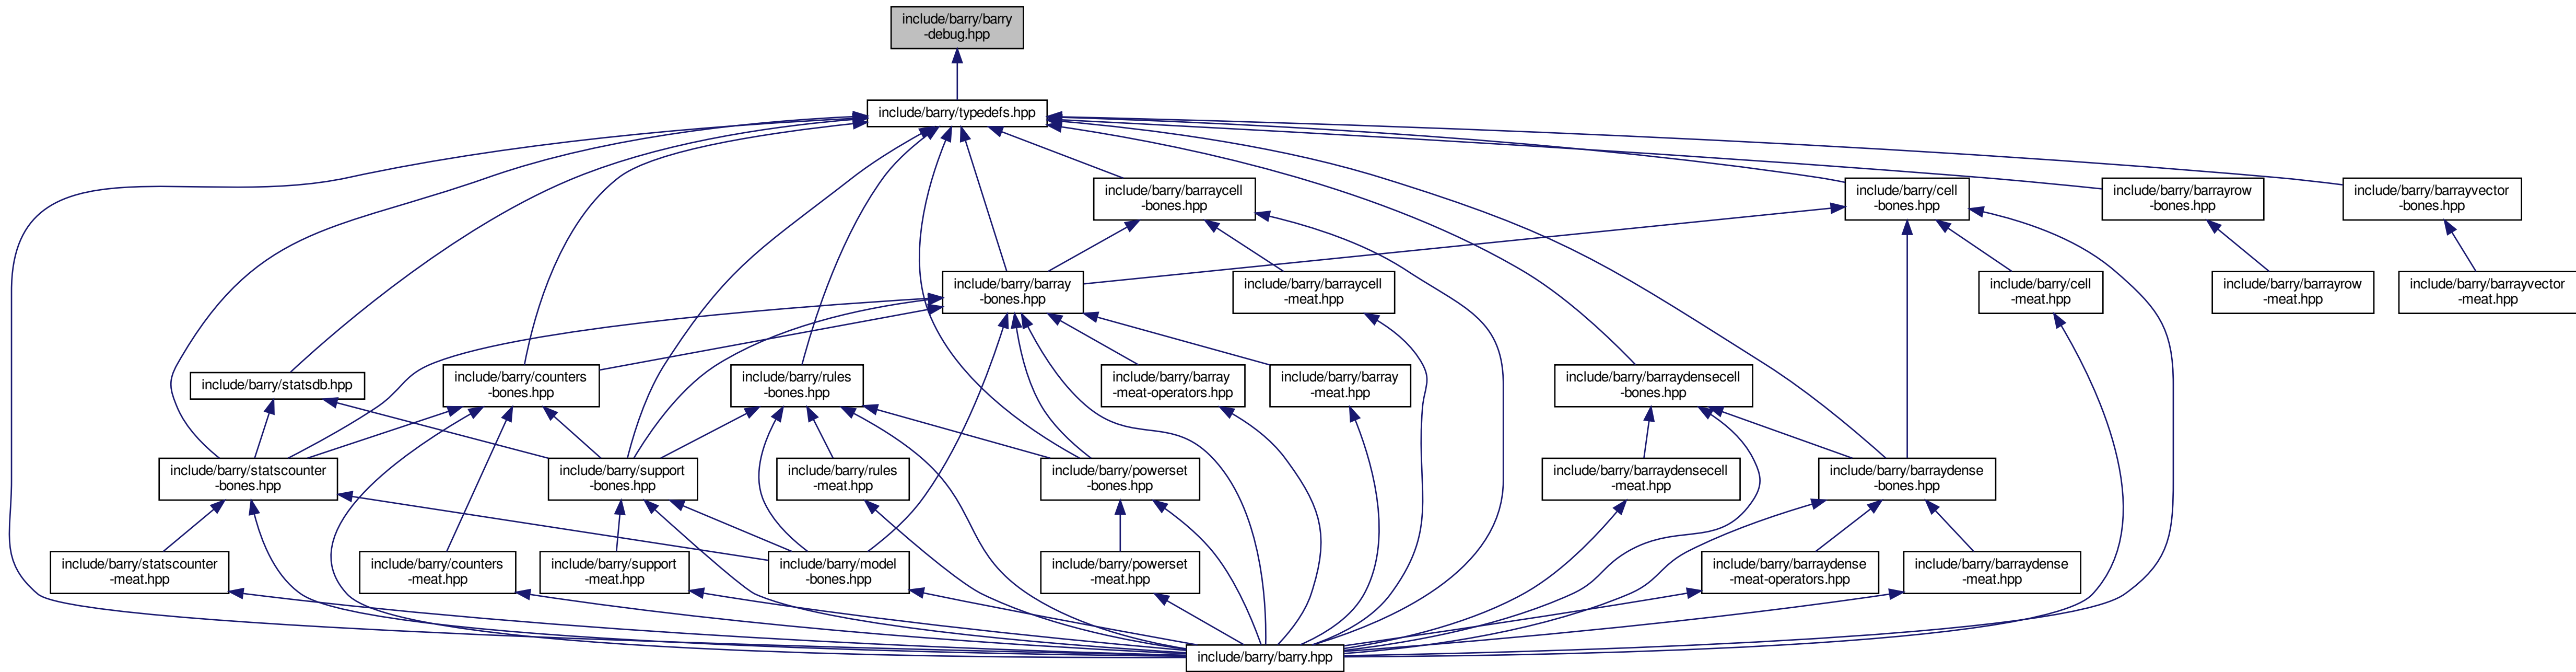 include/barry/barry
-debug.hpp
include/barry/typedefs.hpp
include/barry/barraycell
-bones.hpp
include/barry/cell
-bones.hpp
include/barry/barrayrow
-bones.hpp
include/barry/barrayvector
-bones.hpp
include/barry/barray
-bones.hpp
include/barry/barraycell
-meat.hpp
include/barry/cell
-meat.hpp
include/barry/barrayrow
-meat.hpp
include/barry/barrayvector
-meat.hpp
include/barry/statsdb.hpp
include/barry/counters
-bones.hpp
include/barry/rules
-bones.hpp
include/barry/barray
-meat-operators.hpp
include/barry/barray
-meat.hpp
include/barry/barraydensecell
-bones.hpp
include/barry/statscounter
-bones.hpp
include/barry/support
-bones.hpp
include/barry/rules
-meat.hpp
include/barry/powerset
-bones.hpp
include/barry/barraydensecell
-meat.hpp
include/barry/barraydense
-bones.hpp
include/barry/statscounter
-meat.hpp
include/barry/counters
-meat.hpp
include/barry/support
-meat.hpp
include/barry/model
-bones.hpp
include/barry/powerset
-meat.hpp
include/barry/barraydense
-meat-operators.hpp
include/barry/barraydense
-meat.hpp
include/barry/barry.hpp